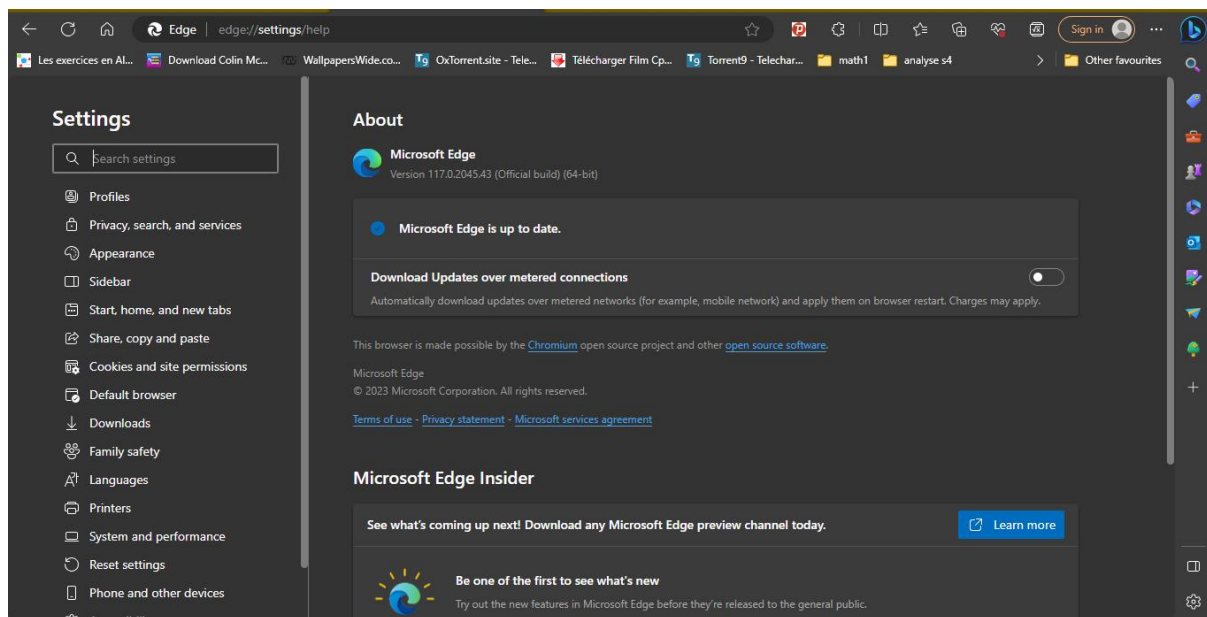 Edge edge://settings/help
Sign in
Les exercices en Al... Download Colin Mc... WallpapersWide.co... OxTorrent.site - Tele... Télécharger Film Cp... Torrent9 - Telechar... math1 analyse s4 Other favourites
Settings
Search settings
Profiles
Privacy, search, and services
Appearance
Sidebar
Start, home, and new tabs
Share, copy and paste
Cookies and site permissions
Default browser
Downloads
Family safety
Languages
Printers
System and performance
Reset settings
Phone and other devices
About
Microsoft Edge
Version 117.0.2045.43 (Official build) (64-bit)
Microsoft Edge is up to date.
Download Updates over metered connections
Automatically download updates over metered networks (for example, mobile network) and apply them on browser restart. Charges may apply.
This browser is made possible by the Chromium open source project and other open source software.
Microsoft Edge
© 2023 Microsoft Corporation. All rights reserved.
Terms of use - Privacy statement - Microsoft services agreement
Microsoft Edge Insider
See what's coming up next! Download any Microsoft Edge preview channel today.
Learn more
Be one of the first to see what's new
Try out the new features in Microsoft Edge before they're released to the general public.